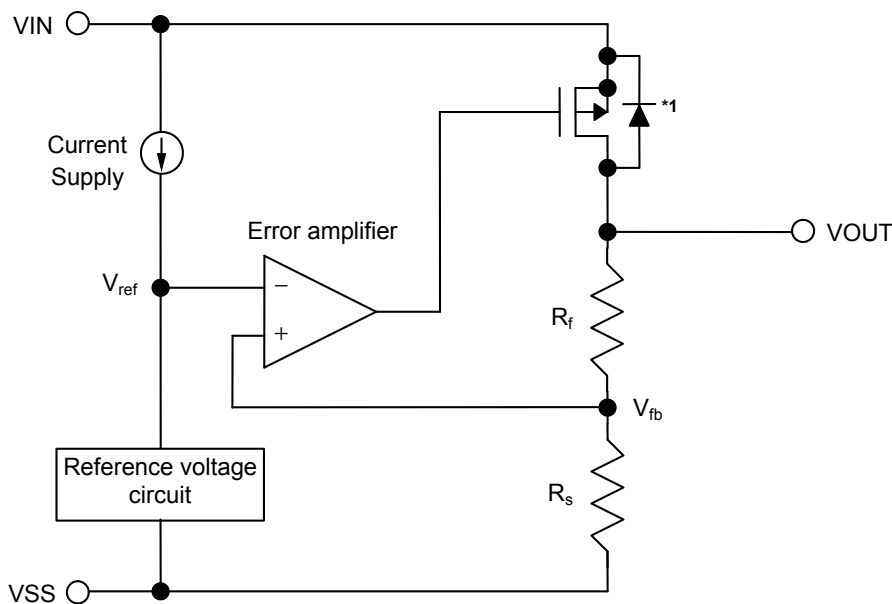 VIN
*1
Current
Supply
Error amplifier
VOUT
Vref
−
+
Rf
Vfb
Reference voltage
circuit
Rs
VSS